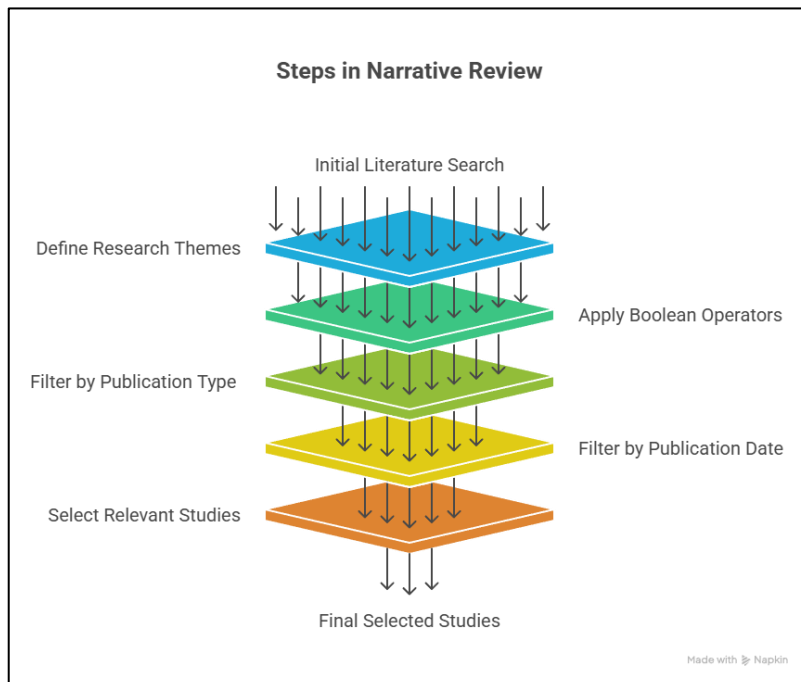 Steps in Narrative Review
Initial Literature Search
Define Research Themes
Apply Boolean Operators
Filter by Publication Type
Filter by Publication Date
Select Relevant Studies
Final Selected Studies
Made with Napkin